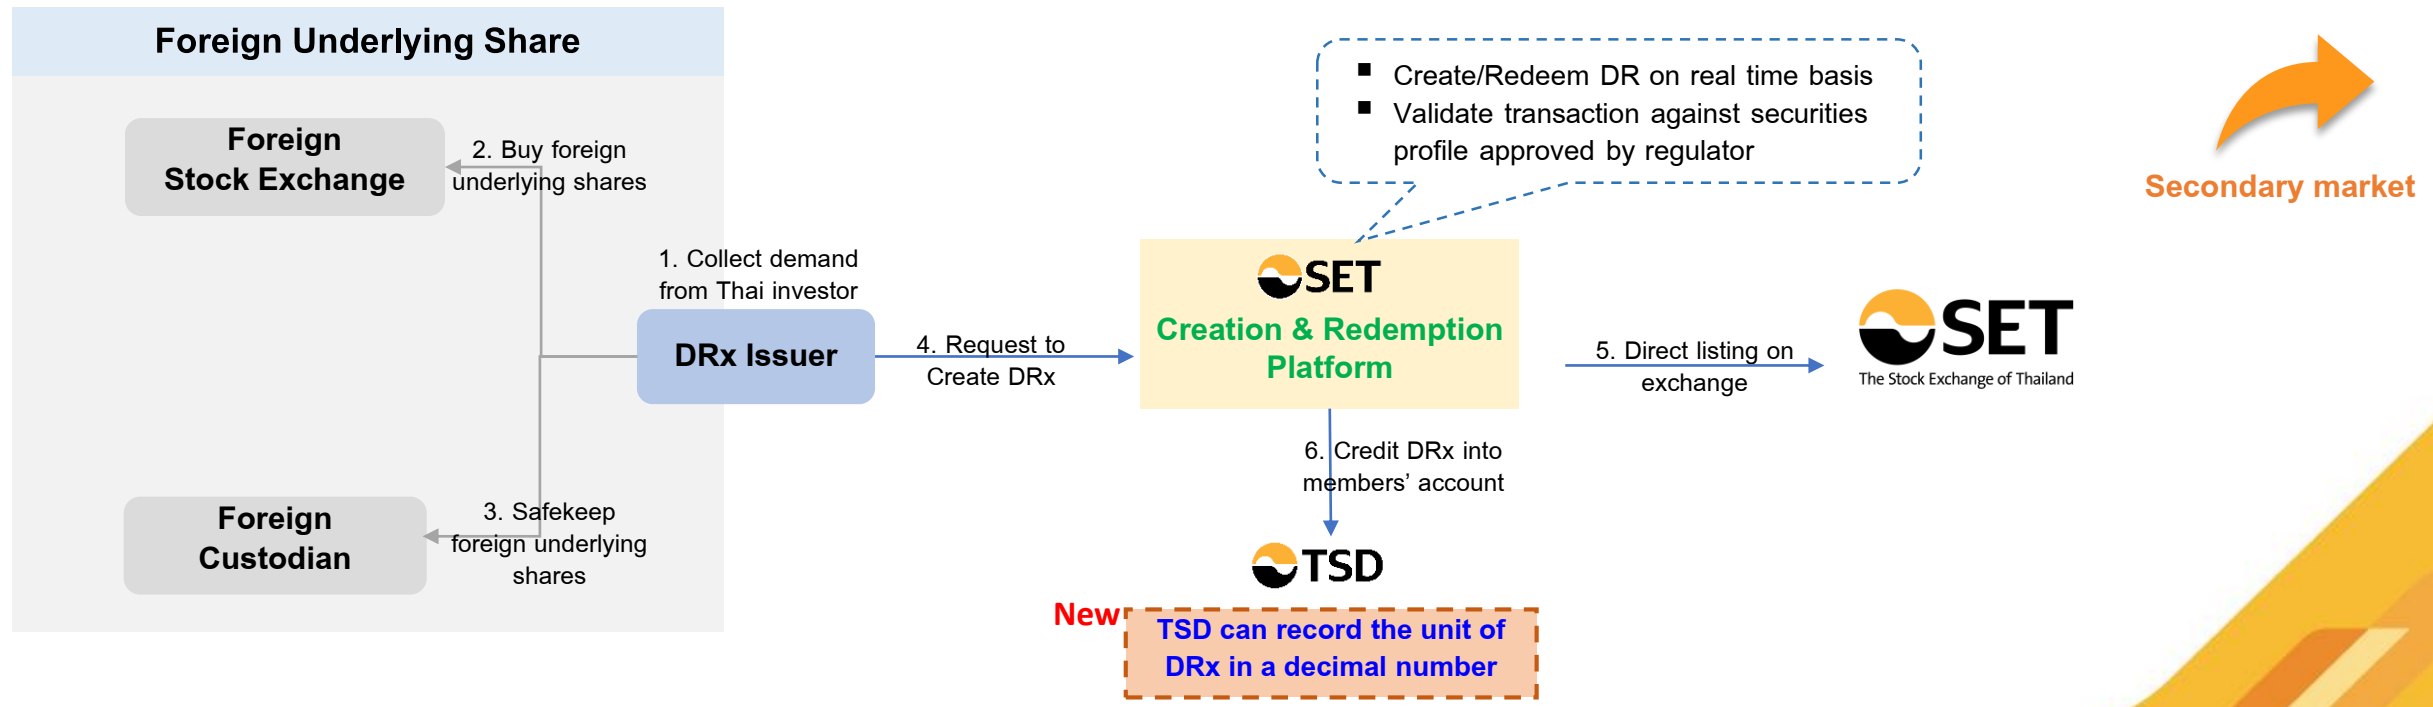 Foreign Underlying Share
Foreign
Stock Exchange
2. Buy foreign
underlying shares
1. Collect demand
from Thai investor
DRx Issuer
3. Safekeep
foreign underlying
shares
Foreign
Custodian
4. Request to
Create DRx
▪ Create/Redeem DR on real time basis
▪ Validate transaction against securities
profile approved by regulator
SET
Creation & Redemption
Platform
5. Direct listing on
exchange
SET
The Stock Exchange of Thailand
6. Credit DRx into
members’ account
TSD
New
TSD can record the unit of
DRx in a decimal number
Secondary market